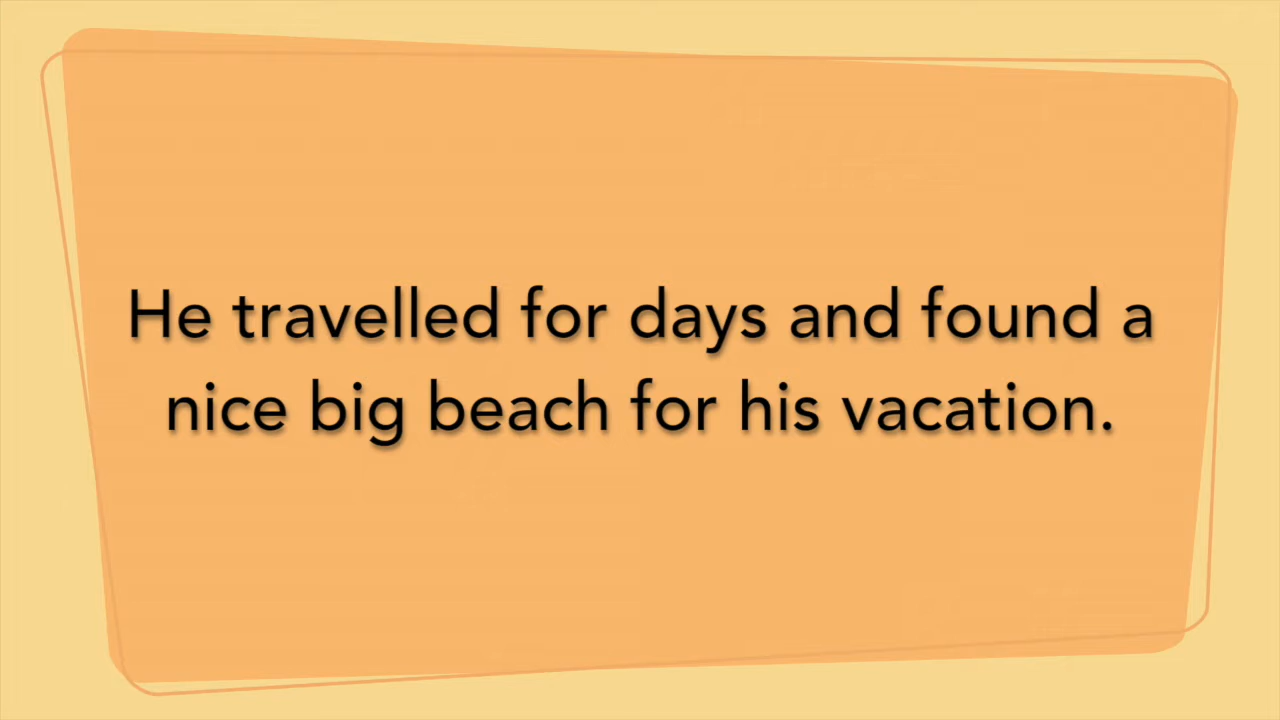 He travelled for days and found a
nice big beach for his vacation.